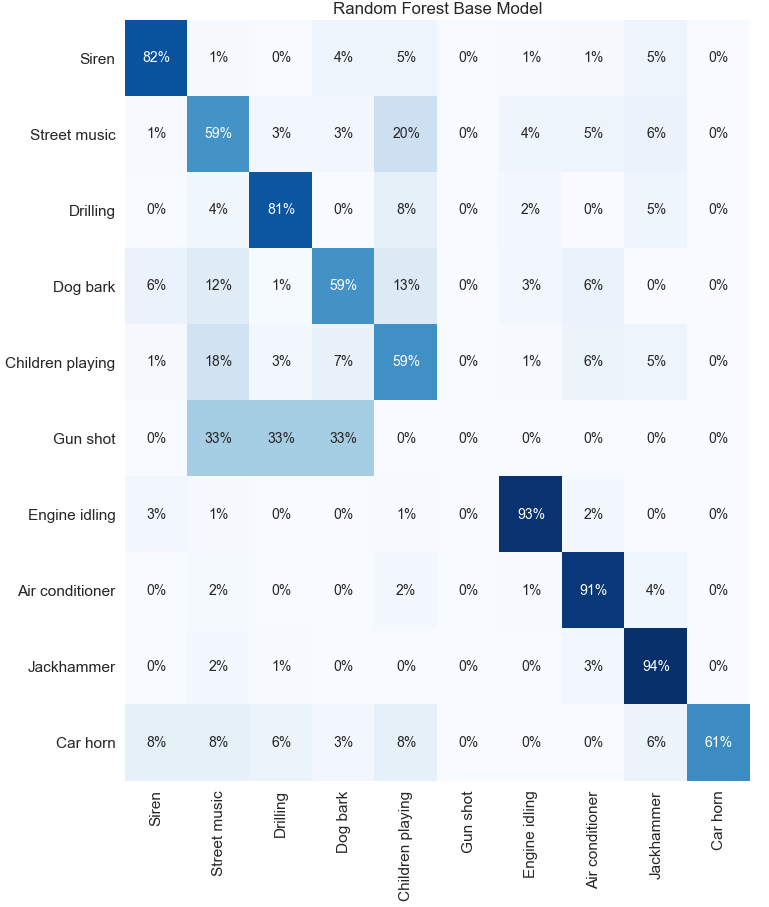 Random Forest Base Model
Siren 82% 1% 0% 4% 5% 0% 1% 1% 5% 0%
Street music 1% 59% 3% 3% 20% 0% 4% 5% 6% 0%
Drilling 0% 4% 81% 0% 8% 0% 2% 0% 5% 0%
Dog bark 6% 12% 1% 59% 13% 0% 3% 6% 0% 0%
Children playing 1% 18% 3% 7% 59% 0% 1% 6% 5% 0%
Gun shot 0% 33% 33% 33% 0% 0% 0% 0% 0% 0%
Engine idling 3% 1% 0% 0% 1% 0% 93% 2% 0% 0%
Air conditioner 0% 2% 0% 0% 2% 0% 1% 91% 4% 0%
Jackhammer 0% 2% 1% 0% 0% 0% 0% 3% 94% 0%
Car horn 8% 8% 6% 3% 8% 0% 0% 0% 6% 61%
Siren
Street music
Drilling
Dog bark
Children playing
Gun shot
Engine idling
Air conditioner
Jackhammer
Car horn